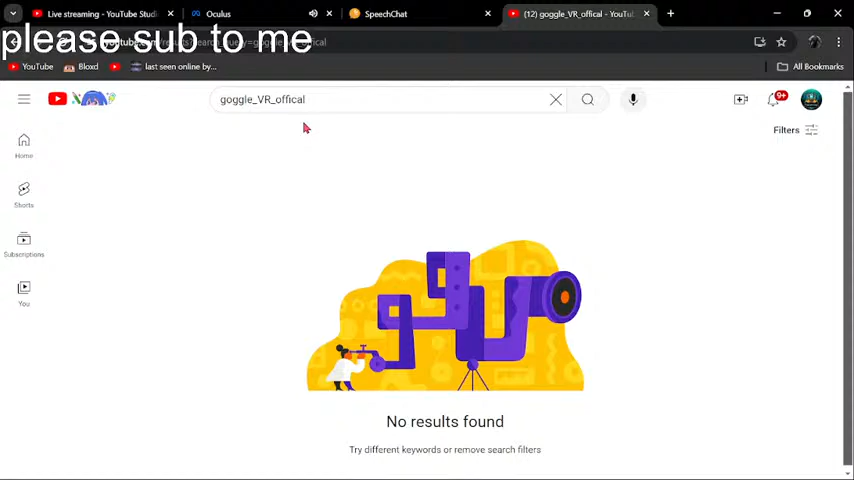 Live streaming - YouTube Studi
Oculus
SpeechChat
(12) goggle_VR_offical - YouTu
please sub to me
YouTube
Bloxd
last seen online by...
All Bookmarks
goggle_VR_offical
9+
Filters
Home
Shorts
Subscriptions
You
No results found
Try different keywords or remove search filters